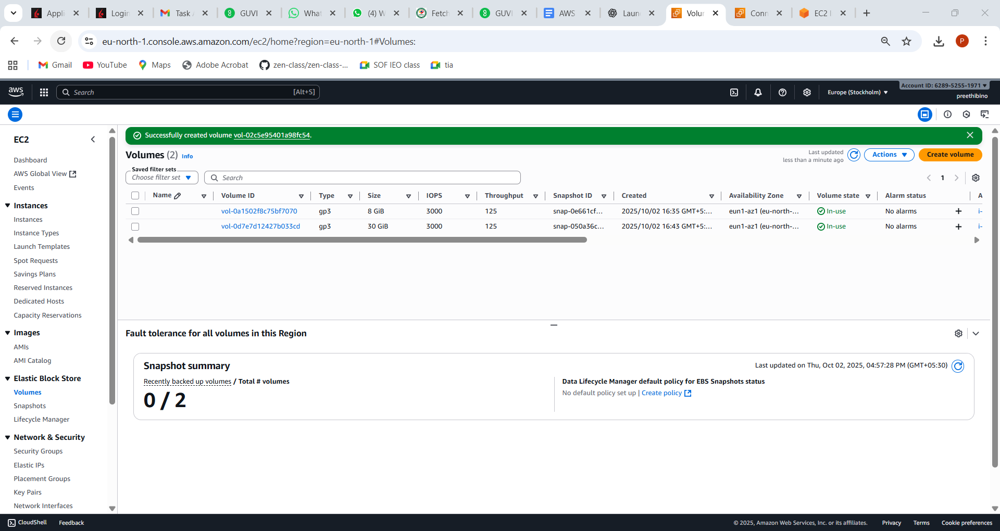 Appli
Login
Task
GUVI
What
(4) W
Fetch
GUVI
AWS
Laun
Volur
Conn
EC2
eu-north-1.console.aws.amazon.com/ec2/home?region=eu-north-1#Volumes:
P
Gmail
YouTube
Maps
Adobe Acrobat
zen-class/zen-class-...
SOF IEO class
tia
aws
Search
[Alt+S]
Europe (Stockholm)
Account ID: 6289-5255-1971
preethibino
EC2
Dashboard
AWS Global View
Events
Instances
Instances
Instance Types
Launch Templates
Spot Requests
Savings Plans
Reserved Instances
Dedicated Hosts
Capacity Reservations
Images
AMIs
AMI Catalog
Elastic Block Store
Volumes
Snapshots
Lifecycle Manager
Network & Security
Security Groups
Elastic IPs
Placement Groups
Key Pairs
Network Interfaces
Successfully created volume vol-02c5e95401a98fc54.
Volumes (2) Info
Last updated
less than a minute ago
Actions
Create volume
Saved filter sets
Choose filter set
Search
1
Name Volume ID Type Size IOPS Throughput Snapshot ID Created Availability Zone Volume state Alarm status A
vol-0a1502f8c75bf7070 gp3 8 GiB 3000 125 snap-0e661cf... 2025/10/02 16:35 GMT+5:... eun1-az1 (eu-north-... In-use No alarms + i-
vol-0d7e7d12427b033cd gp3 30 GiB 3000 125 snap-050a36c... 2025/10/02 16:43 GMT+5:... eun1-az1 (eu-north-... In-use No alarms + i-
Fault tolerance for all volumes in this Region
Snapshot summary
Last updated on Thu, Oct 02, 2025, 04:57:28 PM (GMT+05:30)
Recently backed up volumes / Total # volumes
0 / 2
Data Lifecycle Manager default policy for EBS Snapshots status
No default policy set up | Create policy
CloudShell
Feedback
© 2025, Amazon Web Services, Inc. or its affiliates.
Privacy
Terms
Cookie preferences